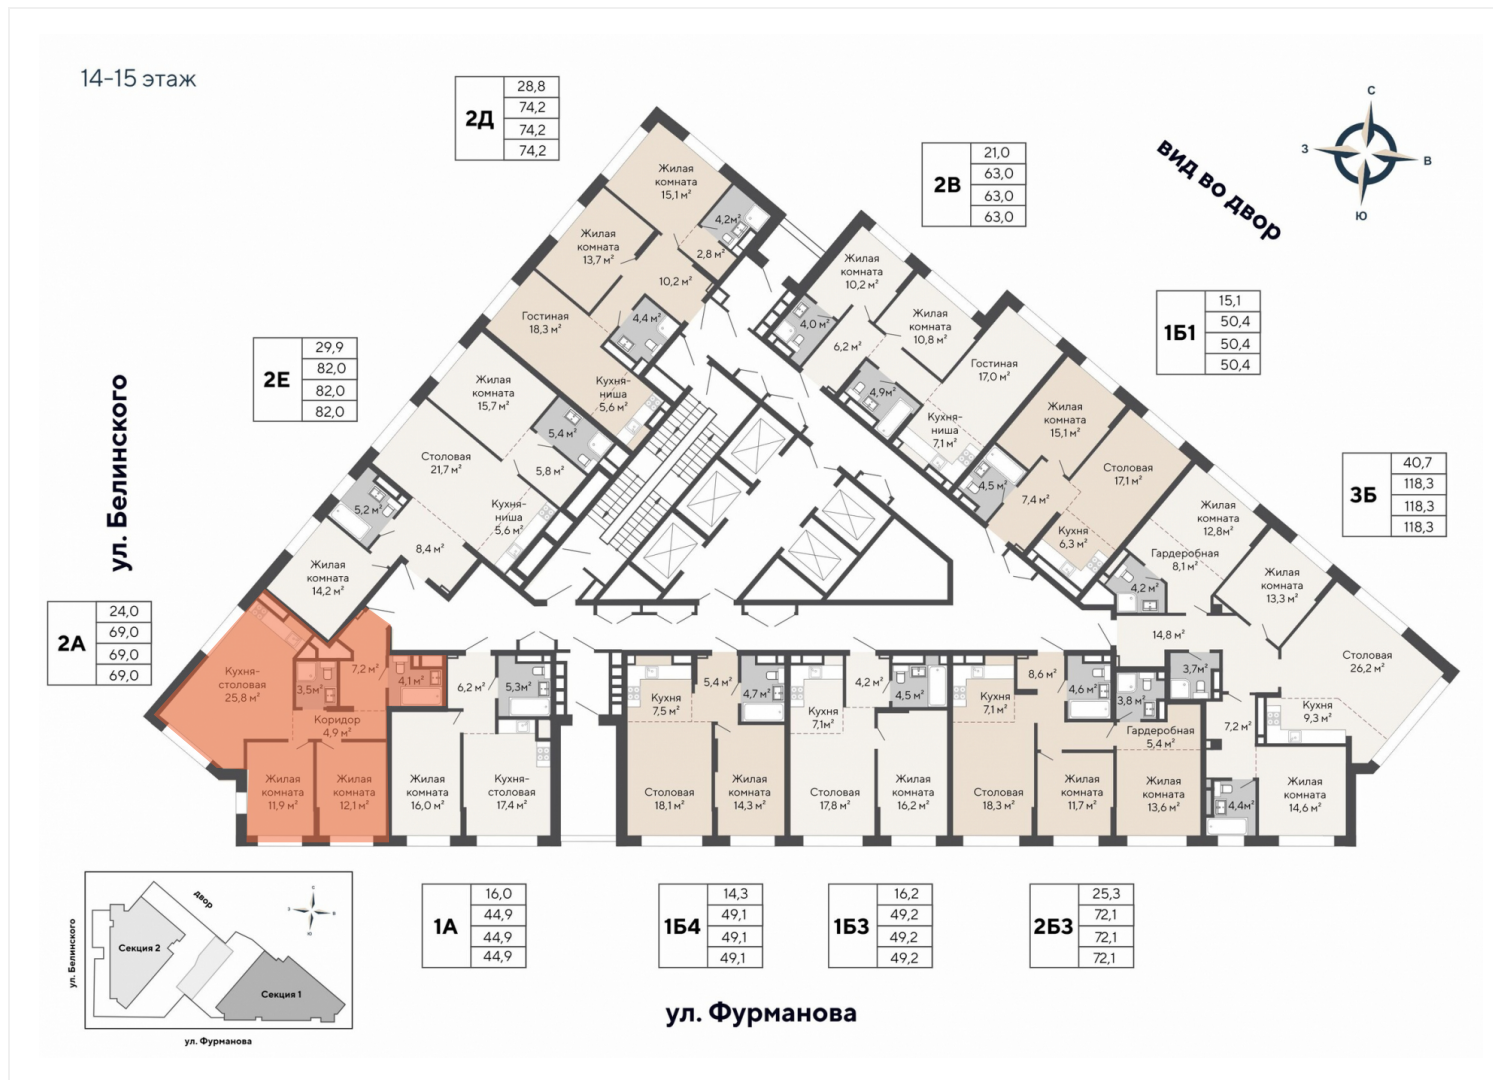 14-15 этаж
2Д
28,8
74,2
74,2
74,2
2В
21,0
63,0
63,0
63,0
С
З
В
Ю
вид во двор
1Б1
15,1
50,4
50,4
50,4
2Е
29,9
82,0
82,0
82,0
3Б
40,7
118,3
118,3
118,3
ул. Белинского
2А
24,0
69,0
69,0
69,0
Жилая
комната
15,1 м²
4,2м²
2,8 м²
Жилая
комната
13,7 м²
10,2 м²
Гостиная
18,3 м²
4,4 м²
Кухня-
ниша
5,6 м²
Жилая
комната
15,7 м²
5,4 м²
Столовая
21,7 м²
5,8 м²
5,2 м²
Кухня-
ниша
5,6 м²
8,4 м²
Жилая
комната
14,2 м²
Жилая
комната
10,2 м²
4,0 м²
6,2 м²
Жилая
комната
10,8 м²
4,9м²
Гостиная
17,0 м²
Кухня-
ниша
7,1 м²
Жилая
комната
15,1 м²
4,5 м²
7,4 м²
Столовая
17,1 м²
Кухня
6,3 м²
Жилая
комната
12,8м²
Гардеробная
8,1 м²
4,2 м²
Жилая
комната
13,3 м²
14,8 м²
3,7м²
Столовая
26,2 м²
3,8 м²
7,2 м²
Кухня
9,3 м²
4,4м²
Жилая
комната
14,6 м²
Кухня-
столовая
25,8 м²
7,2 м²
3,5м²
4,1 м²
Коридор
4,9 м²
Жилая
комната
11,9 м²
Жилая
комната
12,1 м²
6,2 м²
5,3м²
Жилая
комната
16,0 м²
Кухня-
столовая
17,4 м²
Кухня
7,5 м²
5,4 м²
4,7 м²
Столовая
18,1 м²
Жилая
комната
14,3 м²
Кухня
7,1м²
4,2 м²
4,5 м²
Столовая
17,8 м²
Жилая
комната
16,2 м²
Кухня
7,1 м²
8,6 м²
4,6 м²
Столовая
18,3 м²
Гардеробная
5,4 м²
Жилая
комната
11,7 м²
Жилая
комната
13,6 м²
1А
16,0
44,9
44,9
44,9
1Б4
14,3
49,1
49,1
49,1
1Б3
16,2
49,2
49,2
49,2
2Б3
25,3
72,1
72,1
72,1
ул. Фурманова
ул. Белинского
двор
С
З
В
Ю
Секция 2
Секция 1
ул. Фурманова